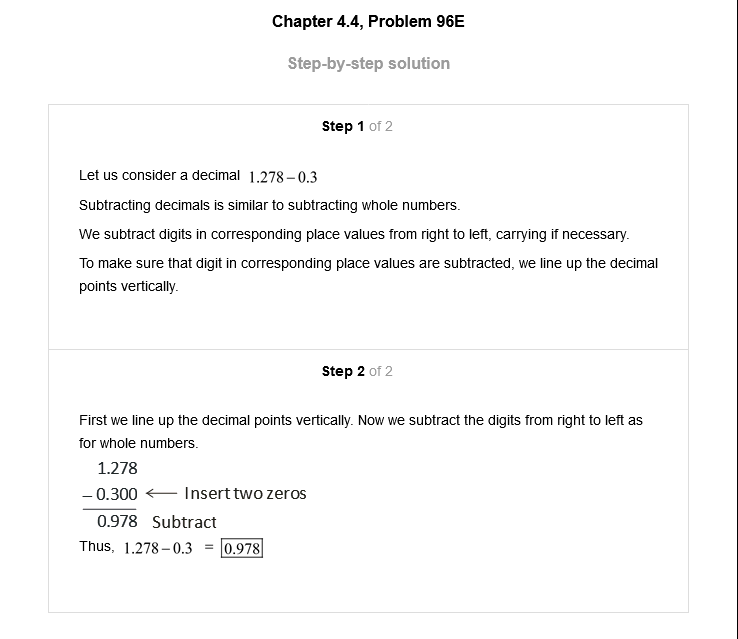 Chapter 4.4, Problem 96E
Step-by-step solution
Step 1 of 2
Let us consider a decimal 1.278 – 0.3
Subtracting decimals is similar to subtracting whole numbers.
We subtract digits in corresponding place values from right to left, carrying if necessary.
To make sure that digit in corresponding place values are subtracted, we line up the decimal
points vertically.
Step 2 of 2
First we line up the decimal points vertically. Now we subtract the digits from right to left as
for whole numbers.
1.278
– 0.300 ← Insert two zeros
0.978 Subtract
Thus, 1.278 – 0.3 = 0.978